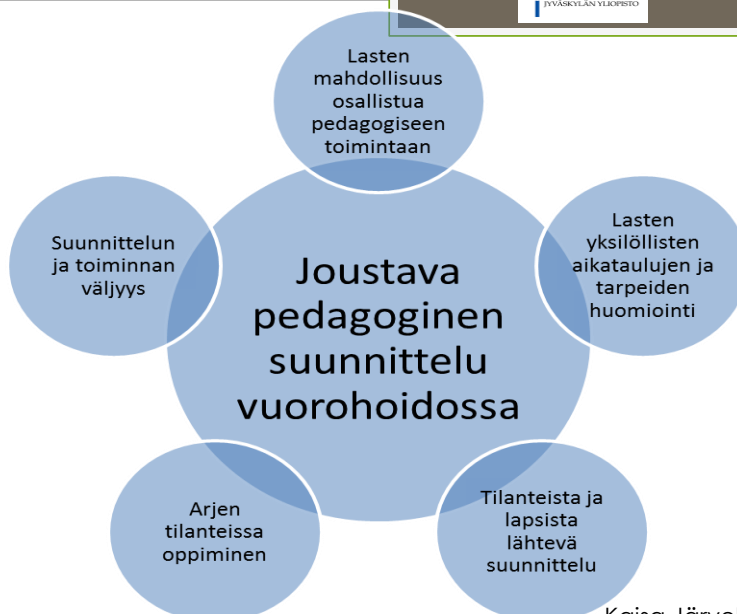 JYVÄSKYLÄN YLIOPISTO
Lasten
mahdollisuus
osallistua
pedagogiseen
toimintaan
Suunnittelun
ja toiminnan
väljyys
Lasten
yksilöllisten
aikataulujen ja
tarpeiden
huomiointi
Joustava
pedagoginen
suunnittelu
vuorohoidossa
Arjen
tilanteissa
oppiminen
Tilanteista ja
lapsista
lähtevä
suunnittelu
Kaisa